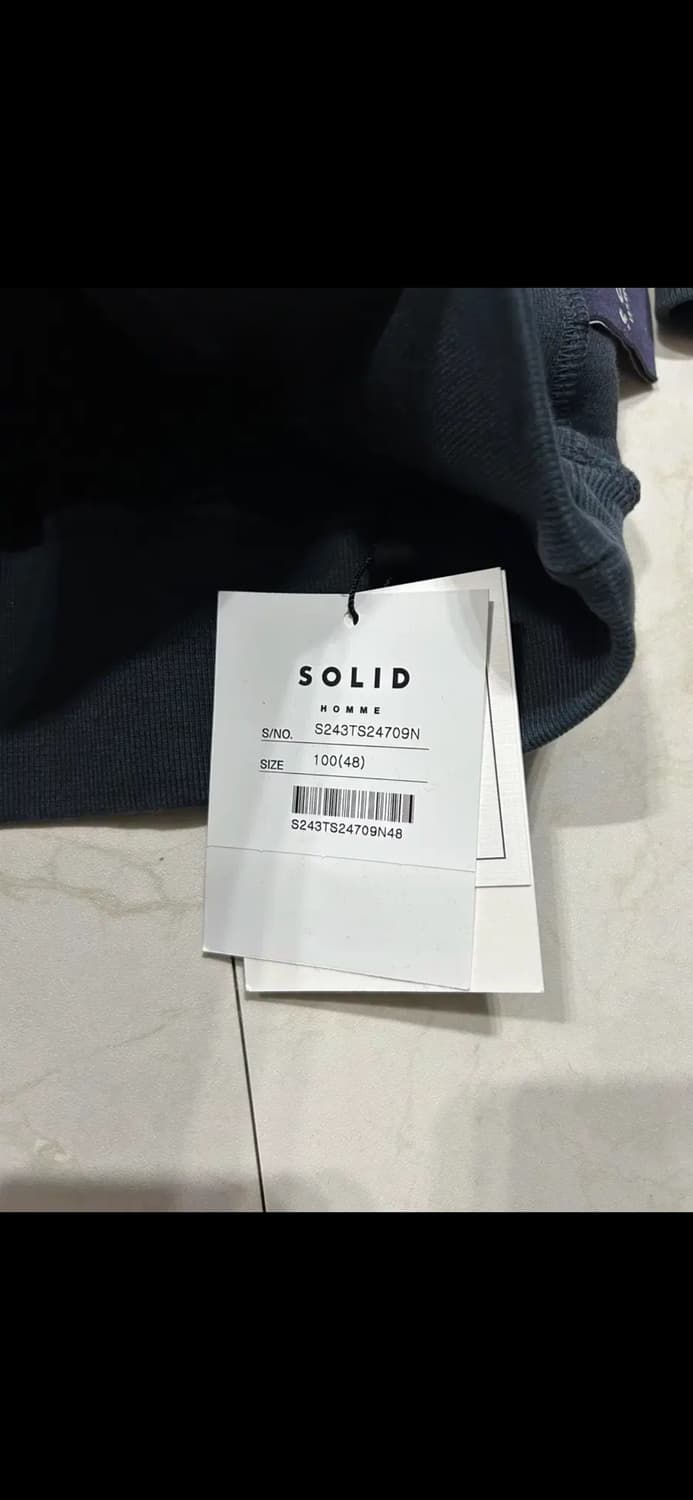 SOLID
HOMME
S/NO. S243TS24709N
SIZE 100(48)
S243TS24709N48